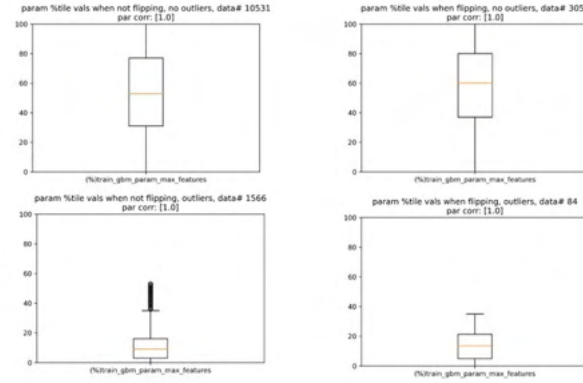 param %tile vals when not flipping, no outliers, data# 10531
par corr: [1.0]
100
80
60
40
20
0
(%)train_gbm_param_max_features
param %tile vals when flipping, no outliers, data# 305
par corr: [1.0]
100
80
60
40
20
0
(%)train_gbm_param_max_features
param %tile vals when not flipping, outliers, data# 1566
par corr: [1.0]
100
80
60
40
20
0
(%)train_gbm_param_max_features
param %tile vals when flipping, outliers, data# 84
par corr: [1.0]
100
80
60
40
20
0
(%)train_gbm_param_max_features